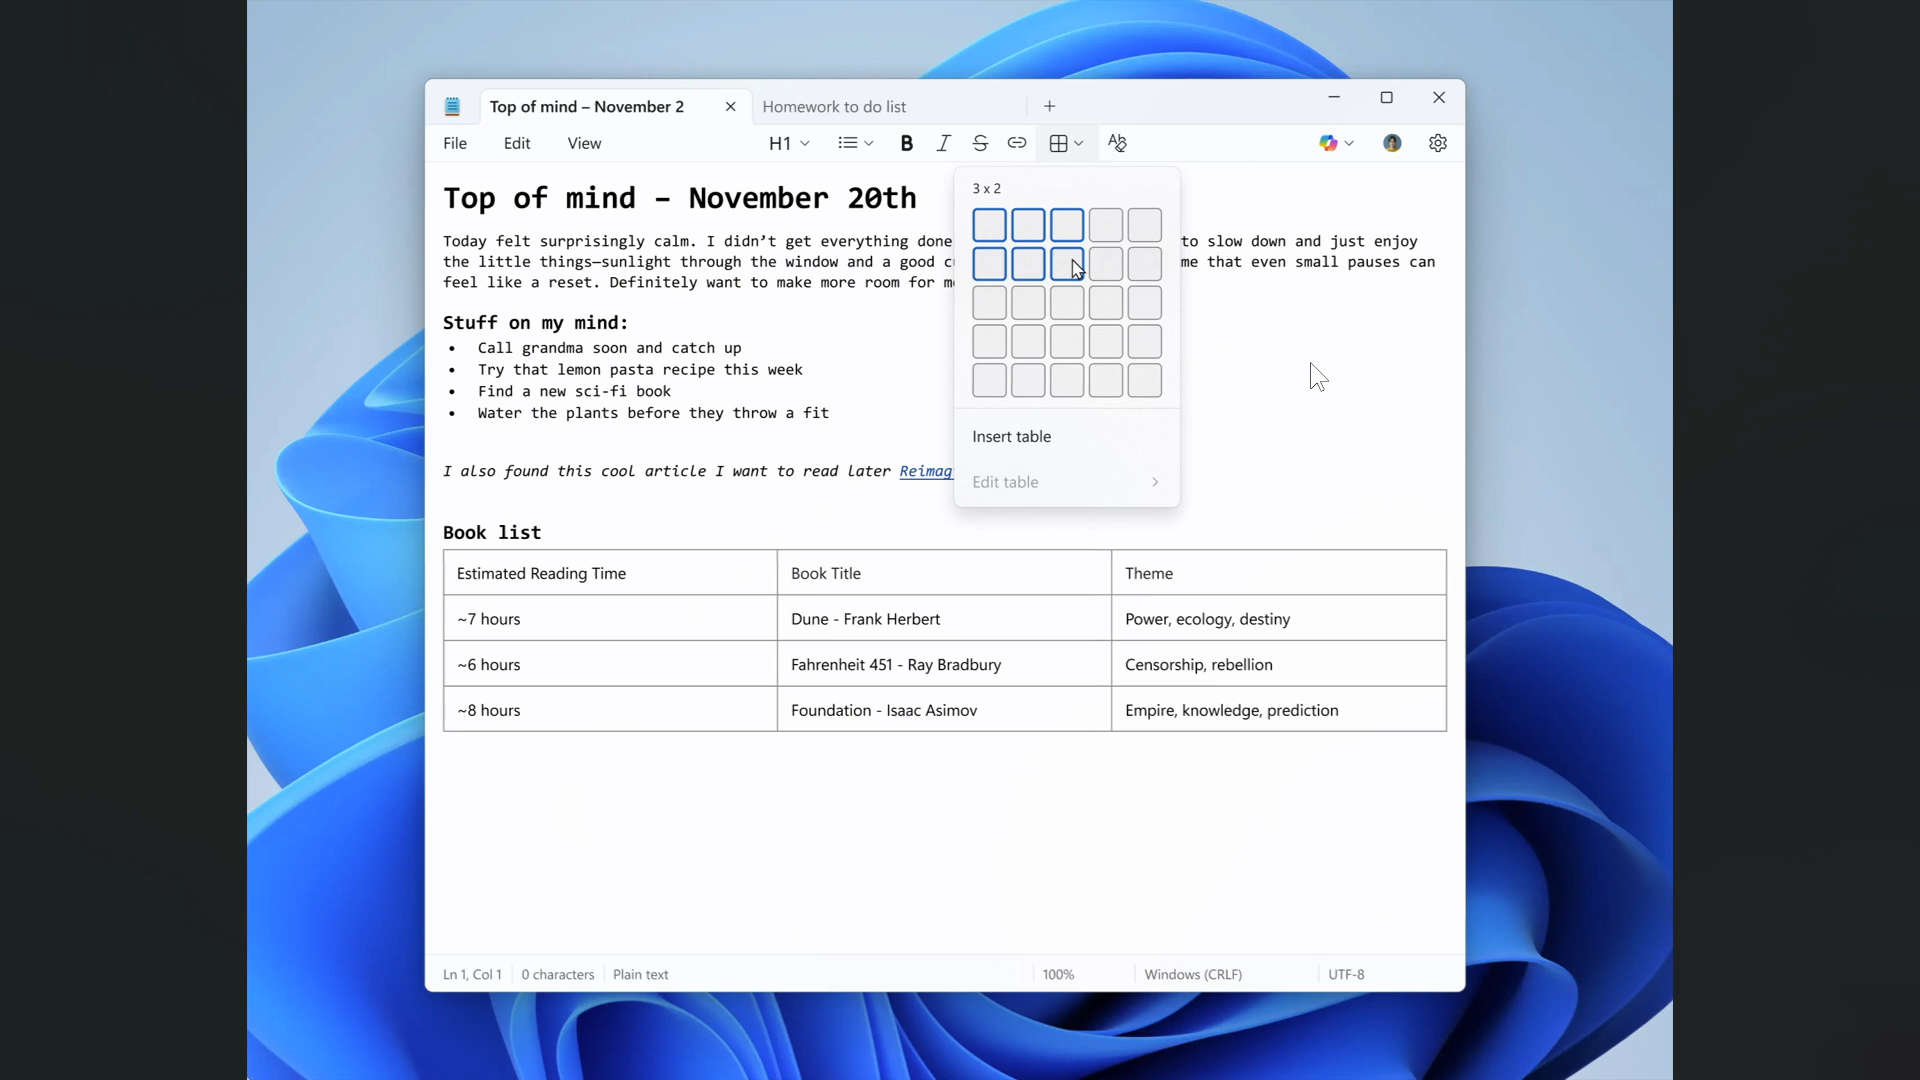 Top of mind – November 2
Homework to do list
File Edit View H1 B I S
Top of mind – November 20th
Today felt surprisingly calm. I didn’t get everything done to slow down and just enjoy
the little things—sunlight through the window and a good me that even small pauses can
feel like a reset. Definitely want to make more room for
3 x 2
Insert table
Edit table
Stuff on my mind:
• Call grandma soon and catch up
• Try that lemon pasta recipe this week
• Find a new sci-fi book
• Water the plants before they throw a fit
I also found this cool article I want to read later Reimag
Book list
Estimated Reading Time Book Title Theme
~7 hours Dune - Frank Herbert Power, ecology, destiny
~6 hours Fahrenheit 451 - Ray Bradbury Censorship, rebellion
~8 hours Foundation - Isaac Asimov Empire, knowledge, prediction
Ln 1, Col 1 0 characters Plain text 100% Windows (CRLF) UTF-8